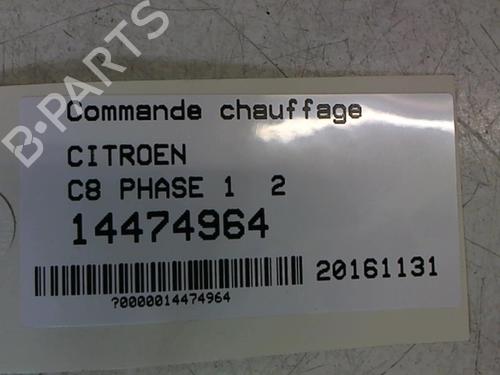 B-PARTS
Commande chauffage
CITROEN
C8 PHASE 1 2
14474964
20161131
?0000014474964